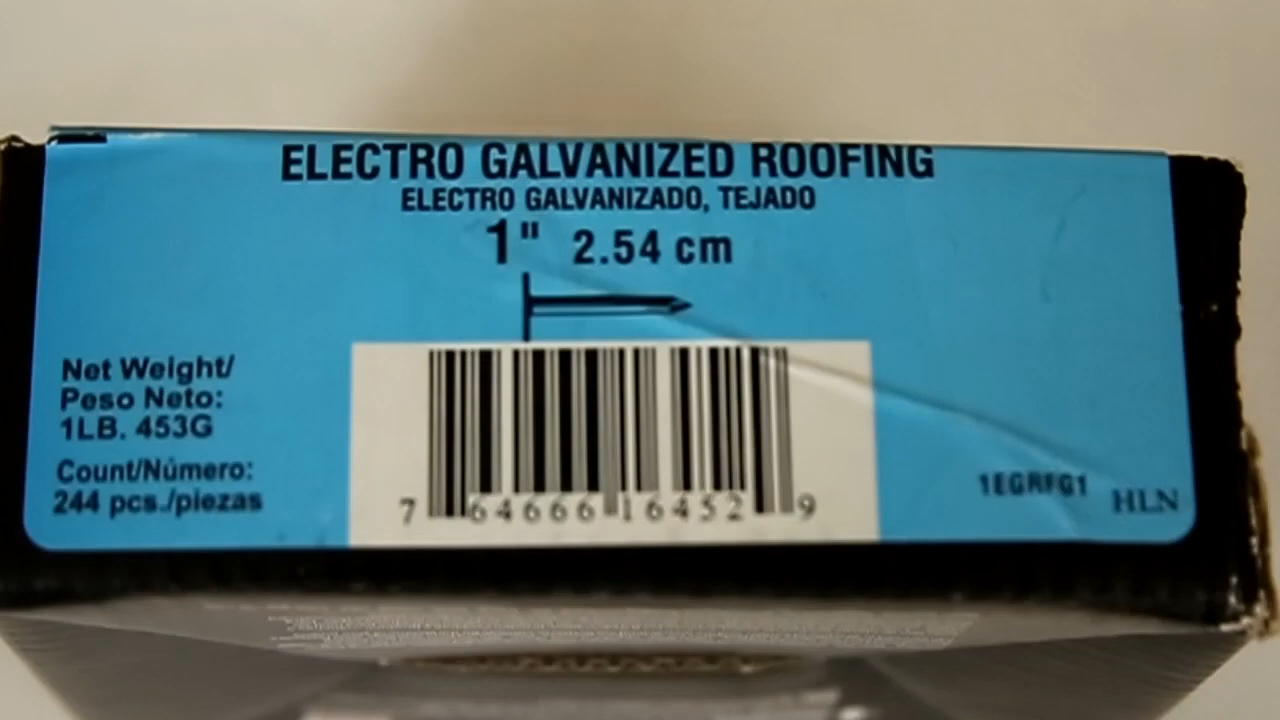 ELECTRO GALVANIZED ROOFING
ELECTRO GALVANIZADO, TEJADO
1" 2.54 cm
Net Weight/
Peso Neto:
1LB. 453G
Count/Número:
244 pcs./piezas
7 64666 16452 9
1EGRFG1
HLN